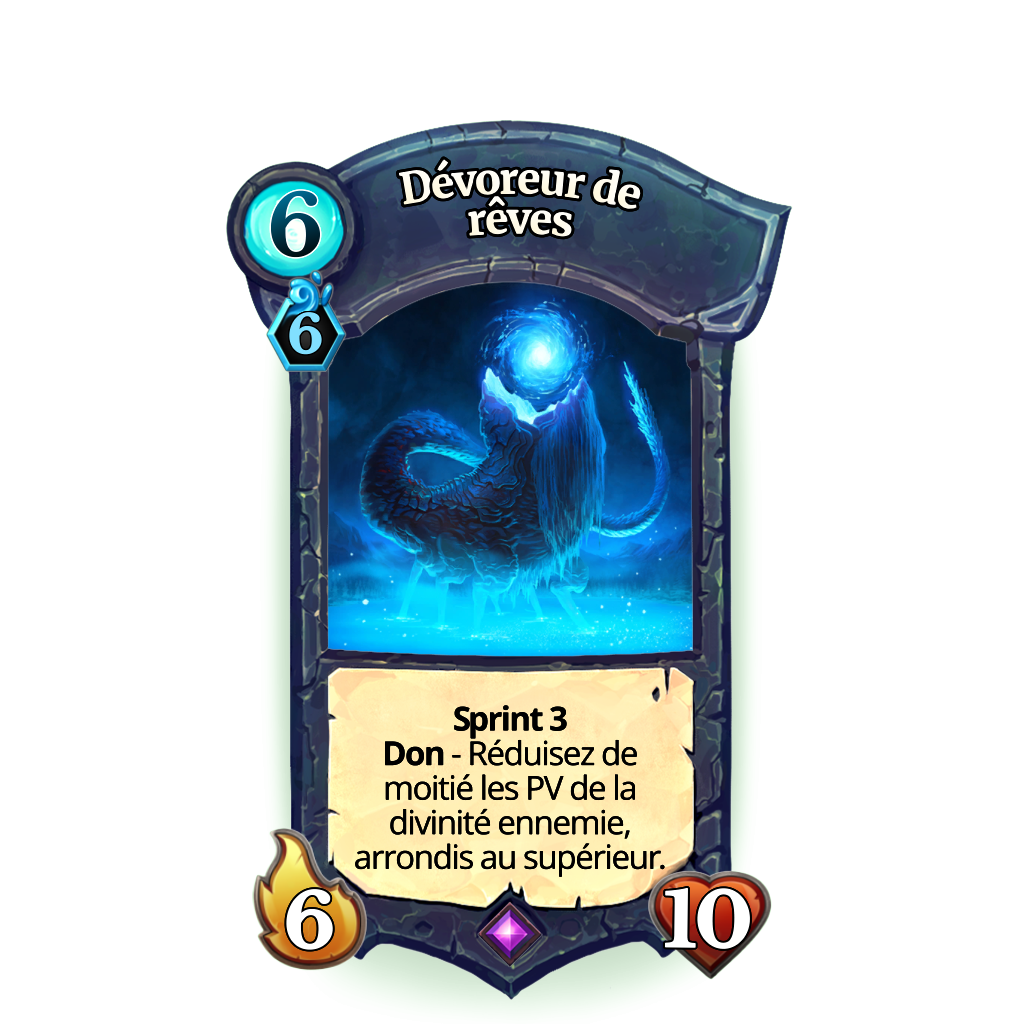 6
Dévoreur de
rêves
6
Sprint 3
Don - Réduisez de
moitié les PV de la
divinité ennemie,
arrondis au supérieur.
6
10